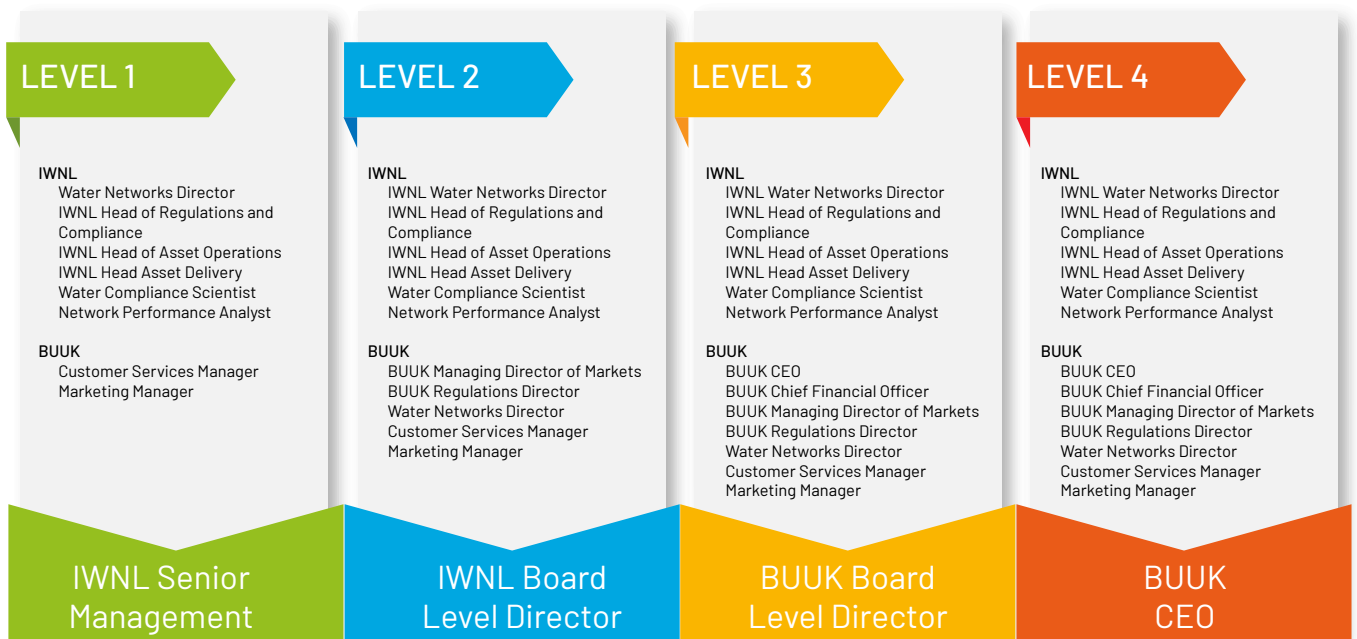 LEVEL 1
IWNL
Water Networks Director
IWNL Head of Regulations and
Compliance
IWNL Head of Asset Operations
IWNL Head Asset Delivery
Water Compliance Scientist
Network Performance Analyst
BUUK
Customer Services Manager
Marketing Manager
IWNL Senior
Management
LEVEL 2
IWNL
IWNL Water Networks Director
IWNL Head of Regulations and
Compliance
IWNL Head of Asset Operations
IWNL Head Asset Delivery
Water Compliance Scientist
Network Performance Analyst
BUUK
BUUK Managing Director of Markets
BUUK Regulations Director
Water Networks Director
Customer Services Manager
Marketing Manager
IWNL Board
Level Director
LEVEL 3
IWNL
IWNL Water Networks Director
IWNL Head of Regulations and
Compliance
IWNL Head of Asset Operations
IWNL Head Asset Delivery
Water Compliance Scientist
Network Performance Analyst
BUUK
BUUK CEO
BUUK Chief Financial Officer
BUUK Managing Director of Markets
BUUK Regulations Director
Water Networks Director
Customer Services Manager
Marketing Manager
BUUK Board
Level Director
LEVEL 4
IWNL
IWNL Water Networks Director
IWNL Head of Regulations and
Compliance
IWNL Head of Asset Operations
IWNL Head Asset Delivery
Water Compliance Scientist
Network Performance Analyst
BUUK
BUUK CEO
BUUK Chief Financial Officer
BUUK Managing Director of Markets
BUUK Regulations Director
Water Networks Director
Customer Services Manager
Marketing Manager
BUUK
CEO